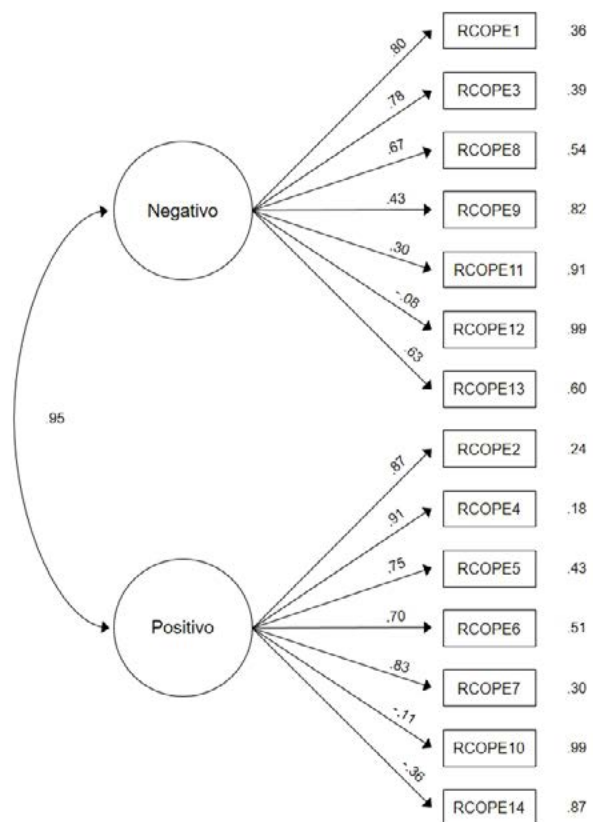 .80 RCOPE1 36
.78 RCOPE3 .39
.67 RCOPE8 .54
Negativo .43 RCOPE9 .82
.30 RCOPE11 .91
-.08 RCOPE12 .99
.63 RCOPE13 .60
.95
.87 RCOPE2 .24
.91 RCOPE4 .18
.75 RCOPE5 .43
Positivo .70 RCOPE6 .51
.83 RCOPE7 .30
-.11 RCOPE10 .99
-.36 RCOPE14 .87